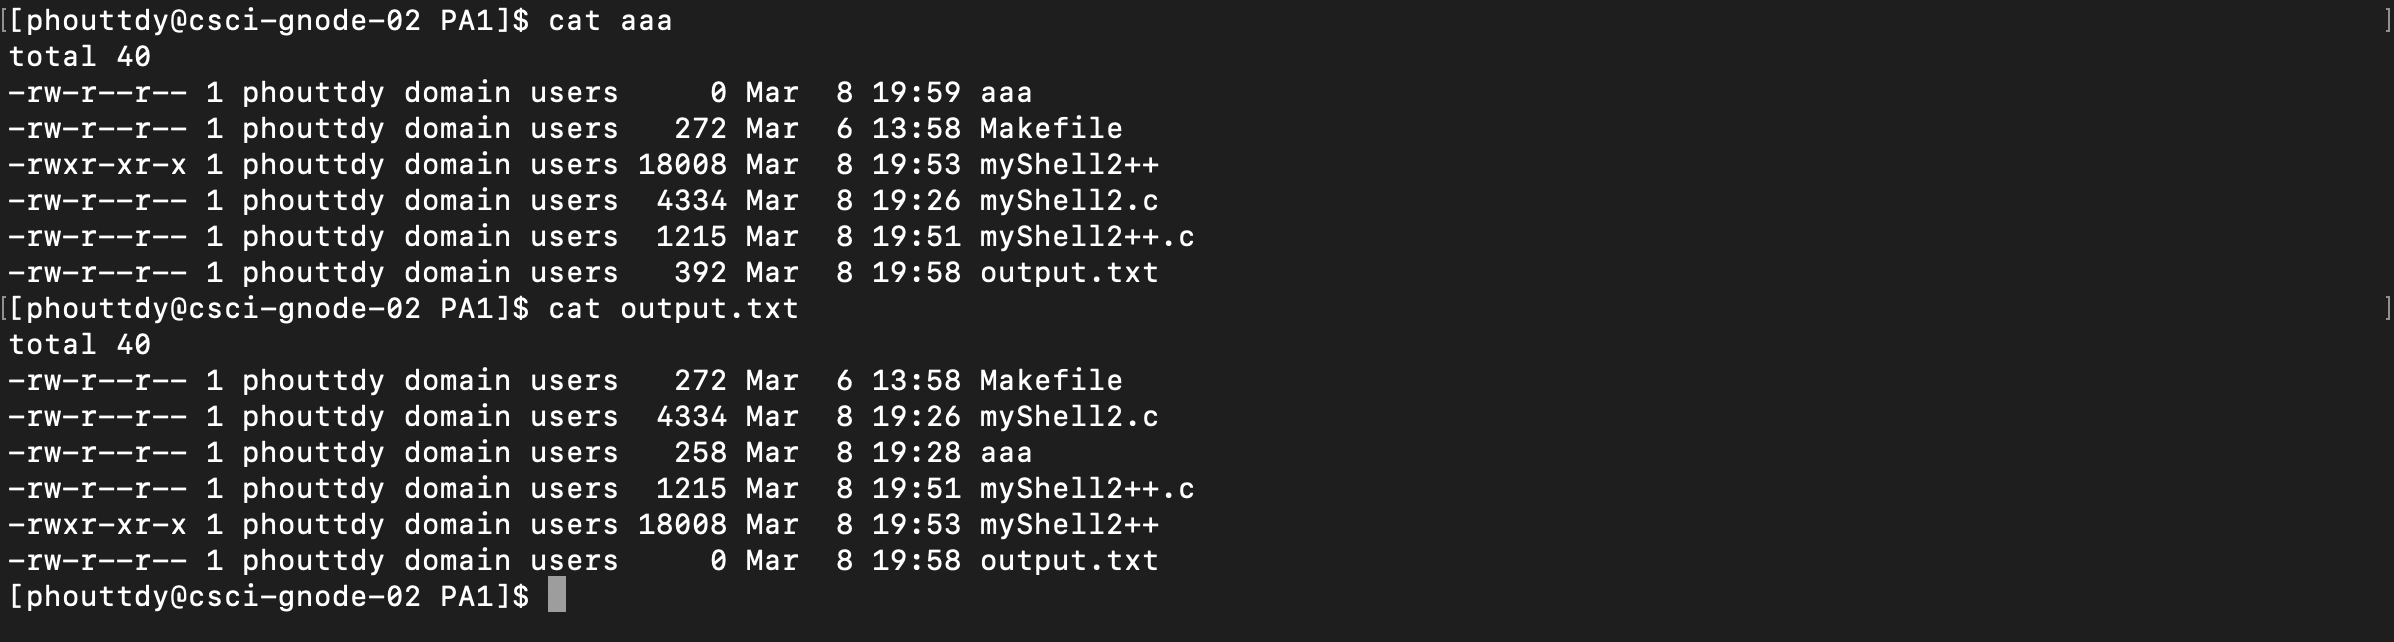 [[phouttdy@csci-gnode-02 PA1]$ cat aaa ]
total 40
-rw-r--r-- 1 phouttdy domain users     0 Mar  8 19:59 aaa
-rw-r--r-- 1 phouttdy domain users   272 Mar  6 13:58 Makefile
-rwxr-xr-x 1 phouttdy domain users 18008 Mar  8 19:53 myShell2++
-rw-r--r-- 1 phouttdy domain users  4334 Mar  8 19:26 myShell2.c
-rw-r--r-- 1 phouttdy domain users  1215 Mar  8 19:51 myShell2++.c
-rw-r--r-- 1 phouttdy domain users   392 Mar  8 19:58 output.txt
[[phouttdy@csci-gnode-02 PA1]$ cat output.txt ]
total 40
-rw-r--r-- 1 phouttdy domain users   272 Mar  6 13:58 Makefile
-rw-r--r-- 1 phouttdy domain users  4334 Mar  8 19:26 myShell2.c
-rw-r--r-- 1 phouttdy domain users   258 Mar  8 19:28 aaa
-rw-r--r-- 1 phouttdy domain users  1215 Mar  8 19:51 myShell2++.c
-rwxr-xr-x 1 phouttdy domain users 18008 Mar  8 19:53 myShell2++
-rw-r--r-- 1 phouttdy domain users     0 Mar  8 19:58 output.txt
[phouttdy@csci-gnode-02 PA1]$